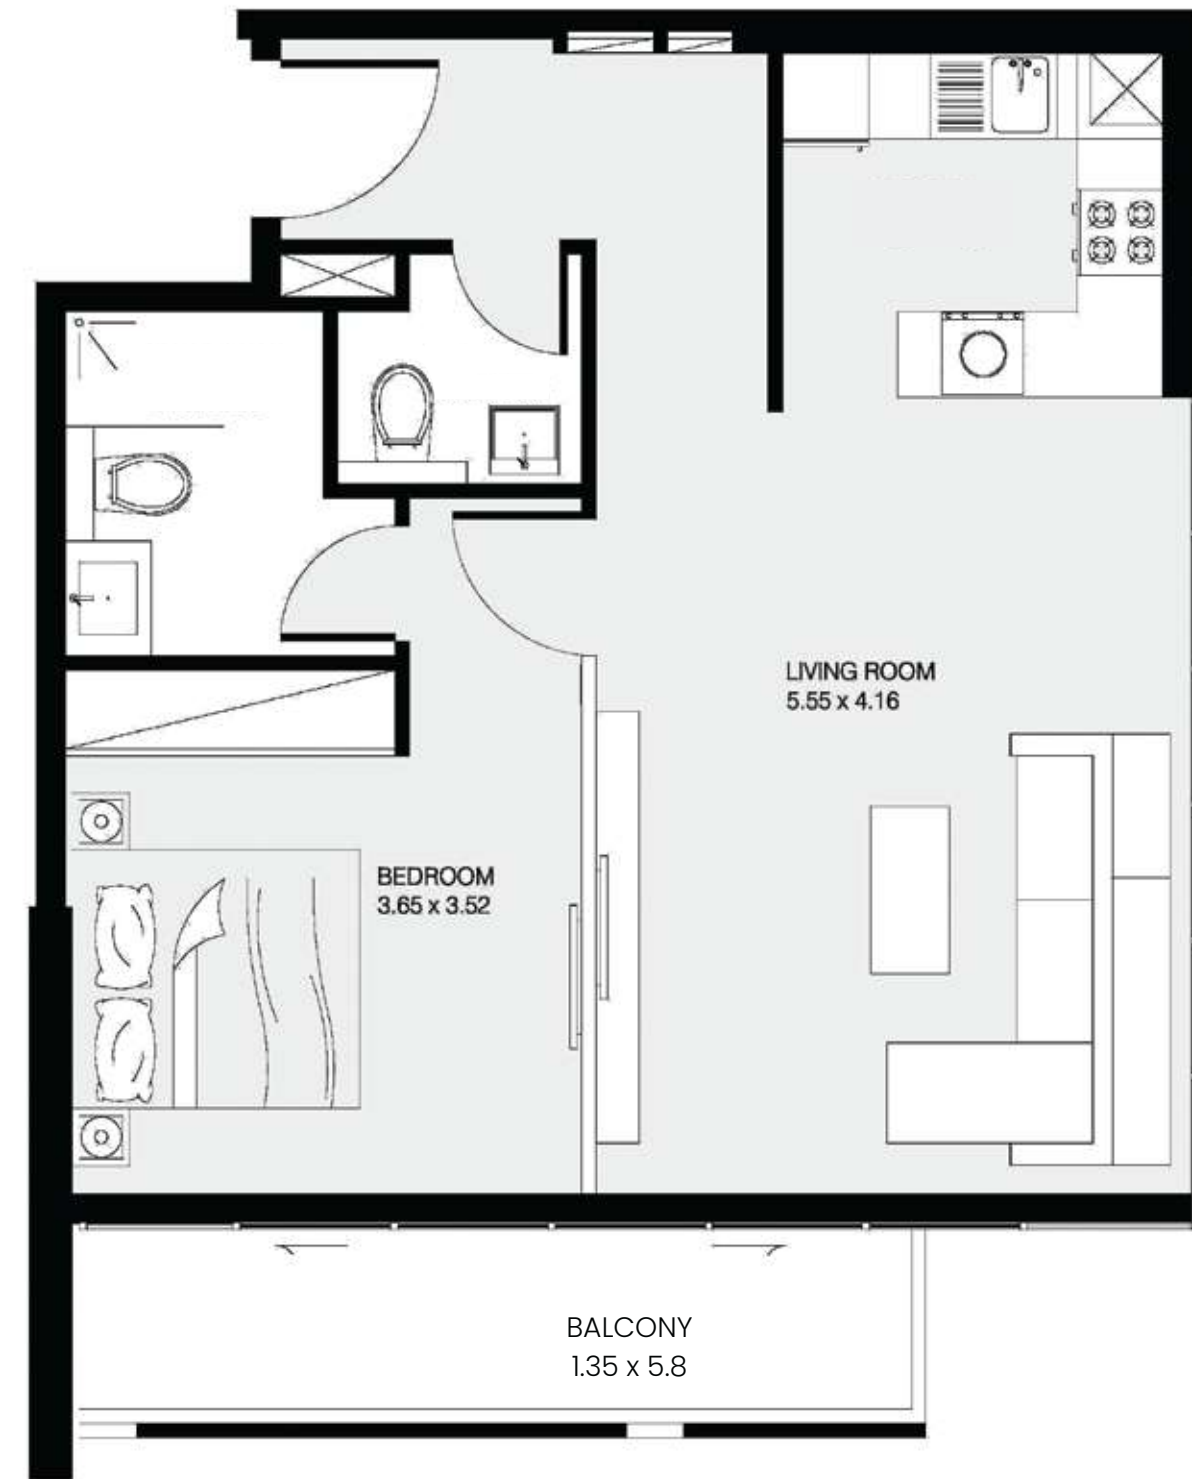 LIVING ROOM
5.55 x 4.16
BEDROOM
3.65 x 3.52
BALCONY
1.35 x 5.8